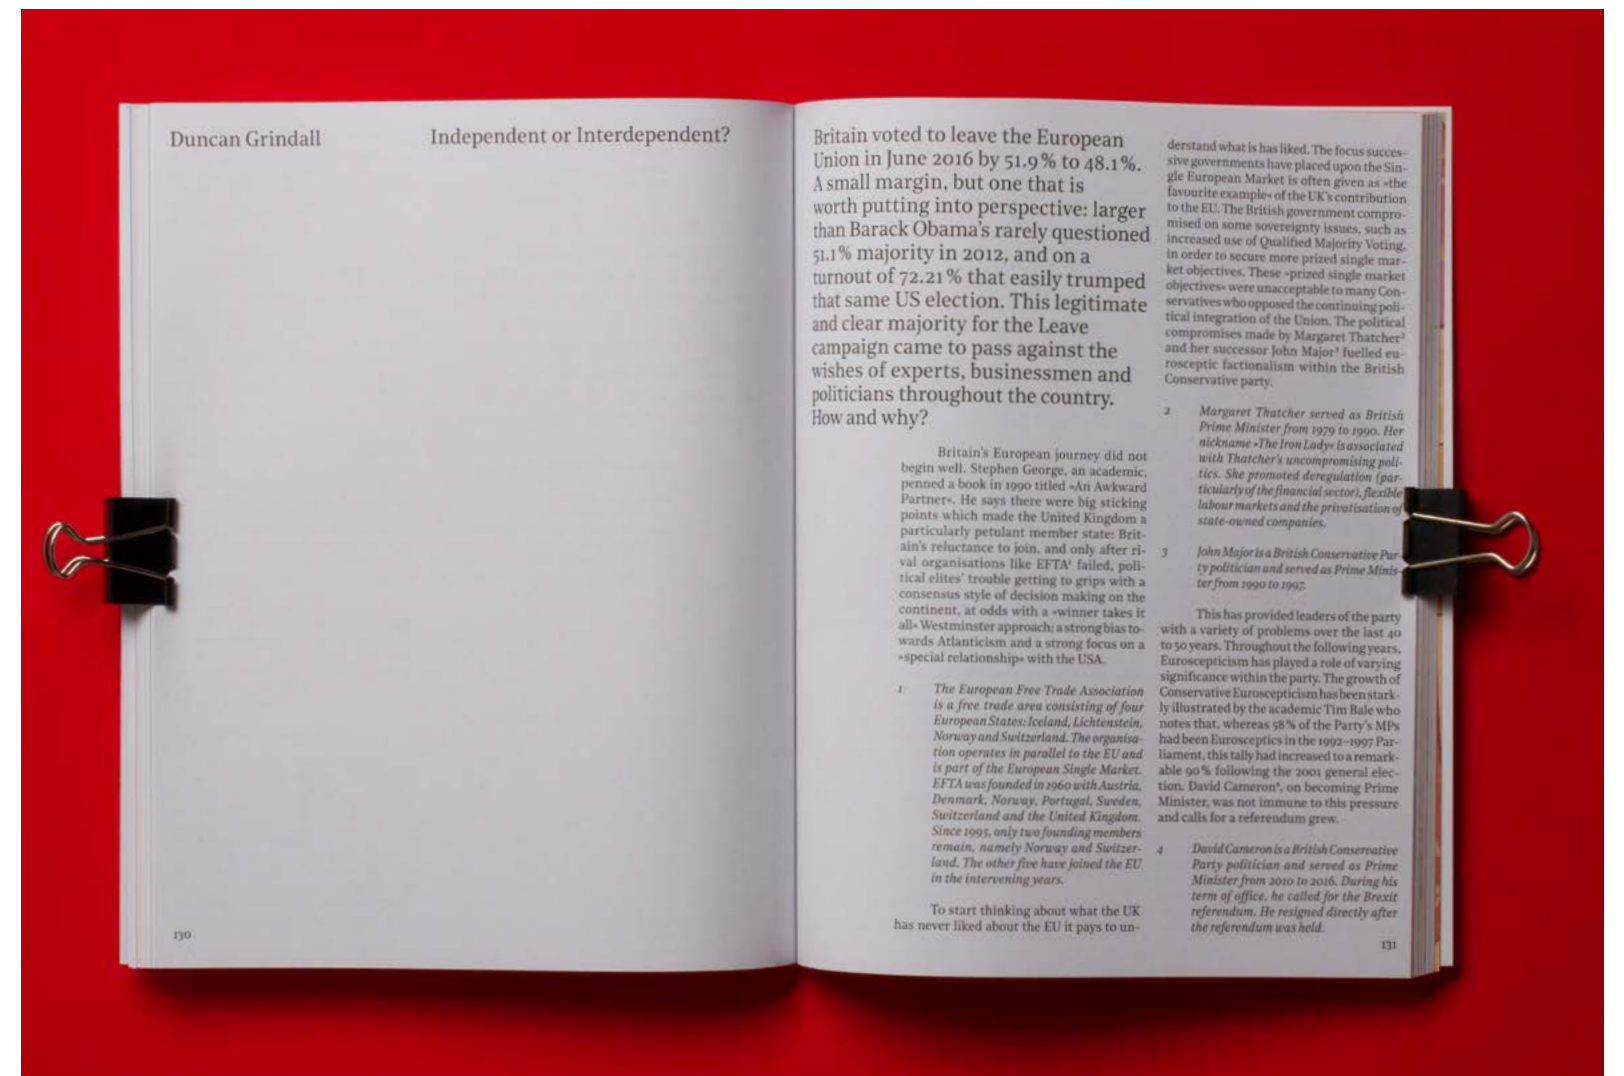 Duncan Grindall
Independent or Interdependent?
130
Britain voted to leave the European
Union in June 2016 by 51.9 % to 48.1 %.
A small margin, but one that is
worth putting into perspective: larger
than Barack Obama's rarely questioned
51.1 % majority in 2012, and on a
turnout of 72.21 % that easily trumped
that same US election. This legitimate
and clear majority for the Leave
campaign came to pass against the
wishes of experts, businessmen and
politicians throughout the country.
How and why?
Britain's European journey did not
begin well. Stephen George, an academic,
penned a book in 1990 titled »An Awkward
Partner«. He says there were big sticking
points which made the United Kingdom a
particularly petulant member state: Brit-
ain's reluctance to join, and only after ri-
val organisations like EFTA¹ failed, poli-
tical elites' trouble getting to grips with a
consensus style of decision making on the
continent, at odds with a »winner takes it
all« Westminster approach; a strong bias to-
wards Atlanticism and a strong focus on a
»special relationship« with the USA.
1 The European Free Trade Association
is a free trade area consisting of four
European States: Iceland, Lichtenstein,
Norway and Switzerland. The organisa-
tion operates in parallel to the EU and
is part of the European Single Market.
EFTA was founded in 1960 with Austria,
Denmark, Norway, Portugal, Sweden,
Switzerland and the United Kingdom.
Since 1995, only two founding members
remain, namely Norway and Switzer-
land. The other five have joined the EU
in the intervening years.
To start thinking about what the UK
has never liked about the EU it pays to un-
derstand what is has liked. The focus succes-
sive governments have placed upon the Sin-
gle European Market is often given as »the
favourite example« of the UK's contribution
to the EU. The British government compro-
mised on some sovereignty issues, such as
increased use of Qualified Majority Voting,
in order to secure more prized single mar-
ket objectives. These »prized single market
objectives« were unacceptable to many Con-
servatives who opposed the continuing poli-
tical integration of the Union. The political
compromises made by Margaret Thatcher²
and her successor John Major³ fuelled eu-
rosceptic factionalism within the British
Conservative party.
2 Margaret Thatcher served as British
Prime Minister from 1979 to 1990. Her
nickname »The Iron Lady« is associated
with Thatcher's uncompromising poli-
tics. She promoted deregulation (par-
ticularly of the financial sector), flexible
labour markets and the privatisation of
state-owned companies.
3 John Major is a British Conservative Par-
ty politician and served as Prime Minis-
ter from 1990 to 1997.
This has provided leaders of the party
with a variety of problems over the last 40
to 50 years. Throughout the following years,
Euroscepticism has played a role of varying
significance within the party. The growth of
Conservative Euroscepticism has been stark-
ly illustrated by the academic Tim Bale who
notes that, whereas 58 % of the Party's MPs
had been Eurosceptics in the 1992–1997 Par-
liament, this tally had increased to a remark-
able 90 % following the 2001 general elec-
tion. David Cameron⁴, on becoming Prime
Minister, was not immune to this pressure
and calls for a referendum grew.
4 David Cameron is a British Conservative
Party politician and served as Prime
Minister from 2010 to 2016. During his
term of office, he called for the Brexit
referendum. He resigned directly after
the referendum was held.
131